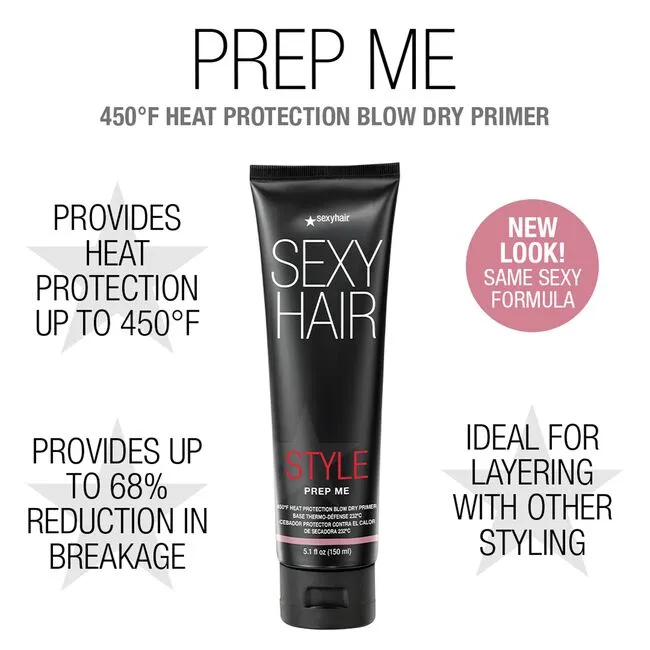 PREP ME
450°F HEAT PROTECTION BLOW DRY PRIMER
PROVIDES
HEAT
PROTECTION
UP TO 450°F
sexyhair
SEXY
HAIR
NEW
LOOK!
SAME SEXY
FORMULA
PROVIDES UP
TO 68%
REDUCTION IN
BREAKAGE
STYLE
PREP ME
450°F HEAT PROTECTION BLOW DRY PRIMER
BASE THERMO-DÉFENSE 232°C
CEBADOR PROTECTOR CONTRA EL CALOR
DE SECADORA 232°C
5.1 fl oz (150 ml)
IDEAL FOR
LAYERING
WITH OTHER
STYLING